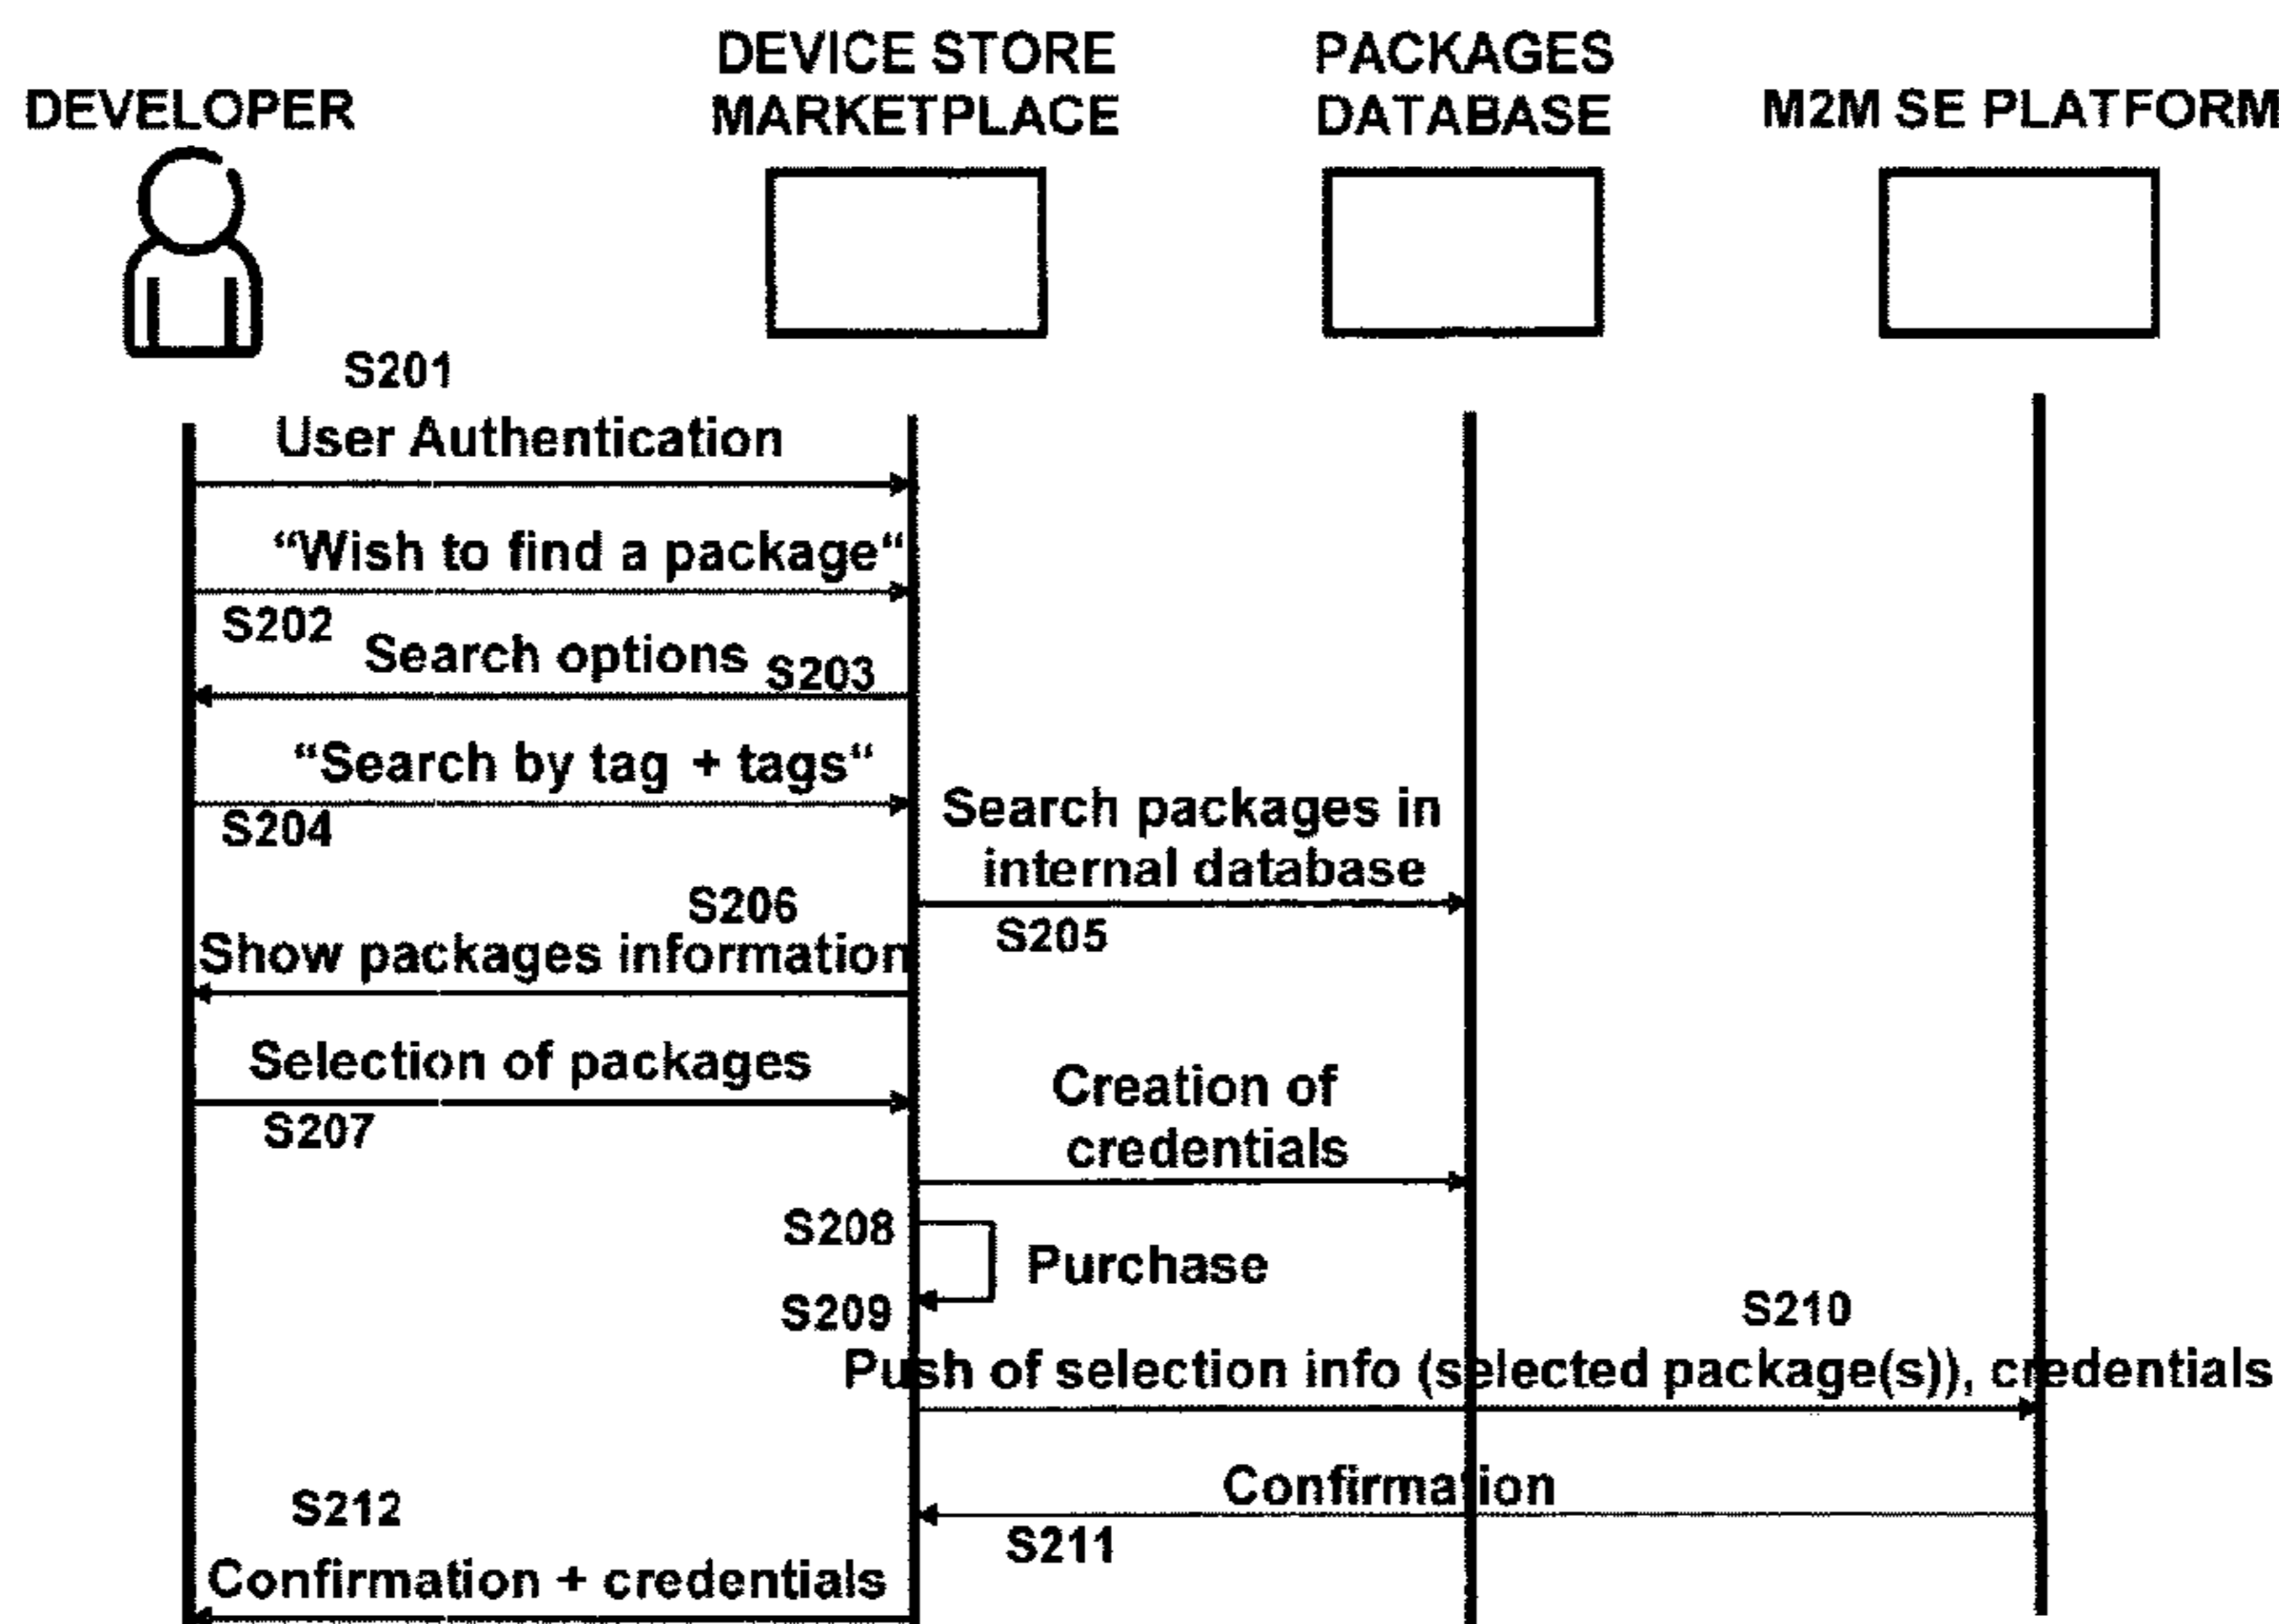 DEVELOPER
DEVICE STORE
MARKETPLACE
PACKAGES
DATABASE
M2M SE PLATFORM
S201
User Authentication
“Wish to find a package“
S202
Search options
S203
“Search by tag + tags“
S204
Search packages in
internal database
S205
S206
Show packages information
Selection of packages
S207
Creation of
credentials
S208
Purchase
S209
S210
Push of selection info (selected package(s)), credentials
Confirmation
S211
S212
Confirmation + credentials